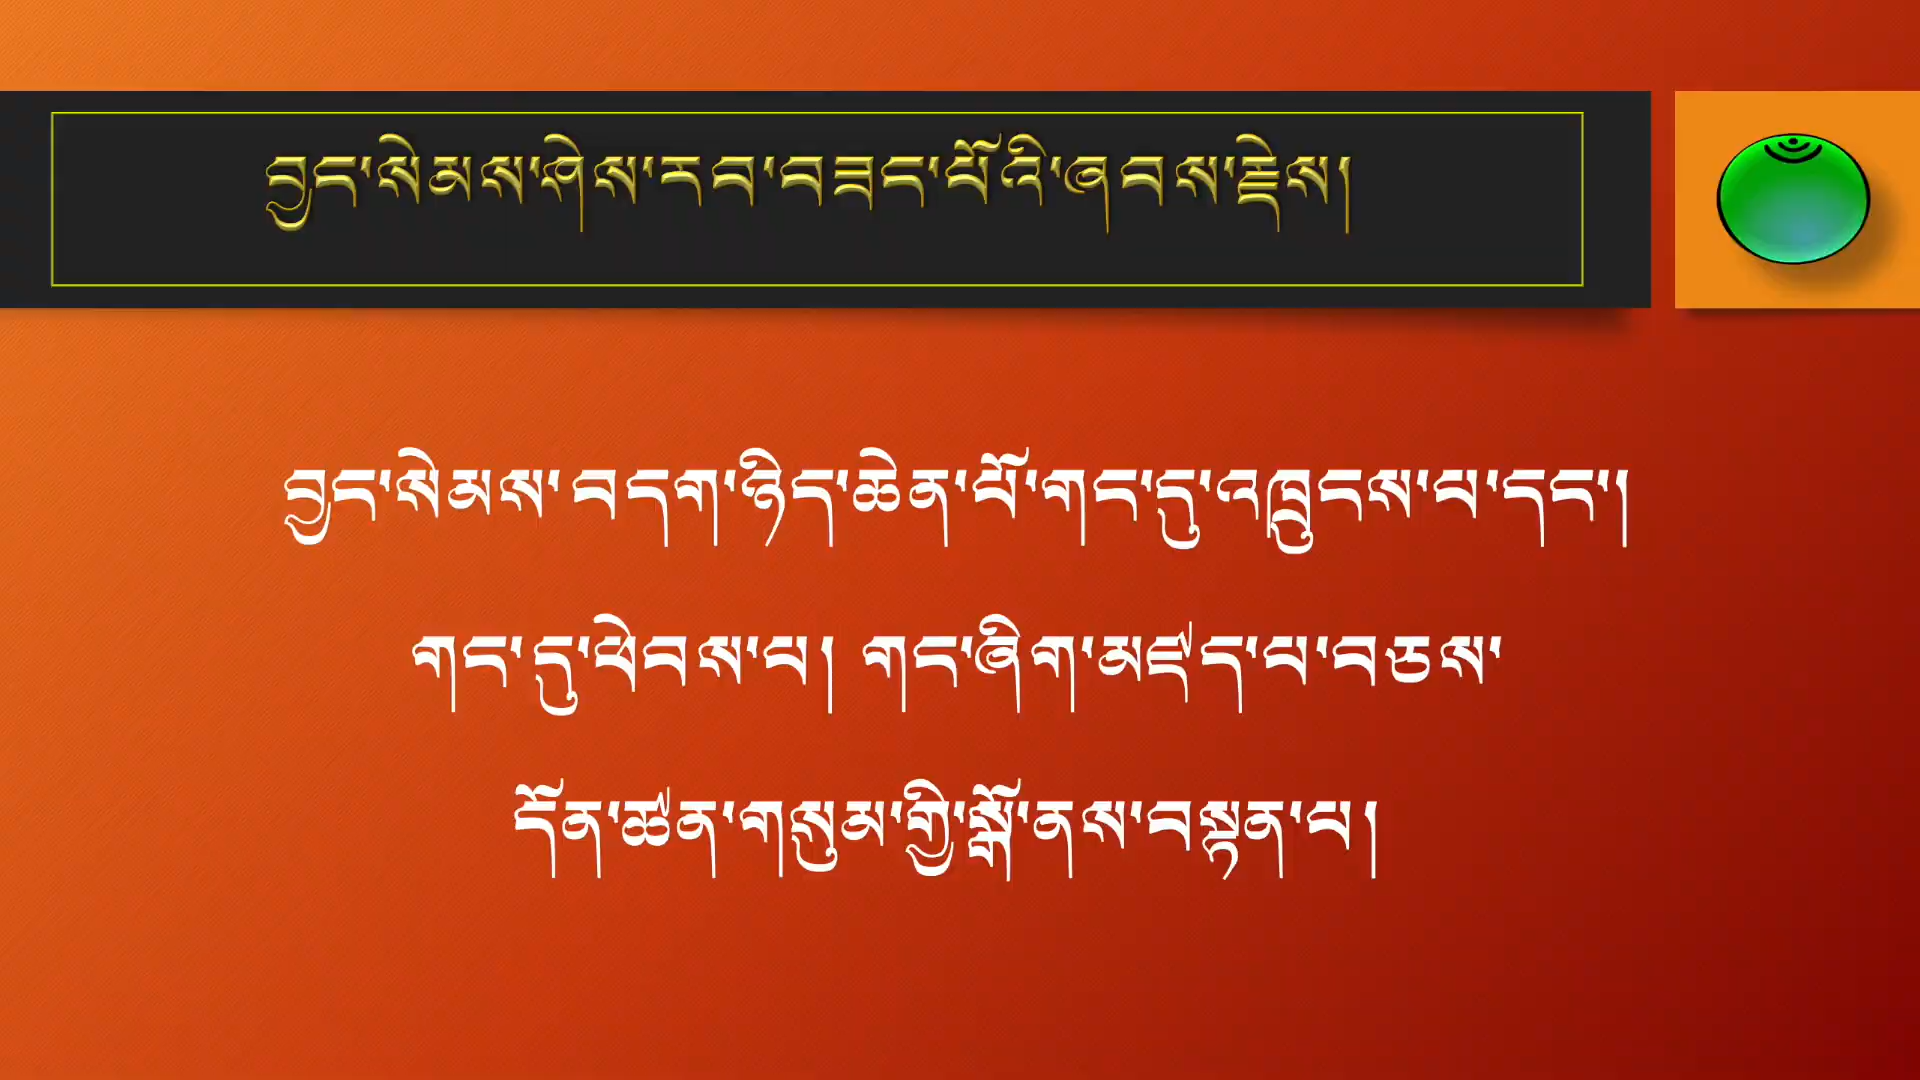 བྱང་སེམས་ཤེས་རབ་བཟང་པོའི་ཞབས་རྗེས།
བྱང་སེམས་བདག་ཉིད་ཆེན་པོ་གང་དུ་འཁྲུངས་པ་དང་།
གང་དུ་ཕེབས་པ། གང་ཞིག་མཛད་པ་བཅས་
དོན་ཚན་གསུམ་གྱི་སྒོ་ནས་བསྟན་པ།